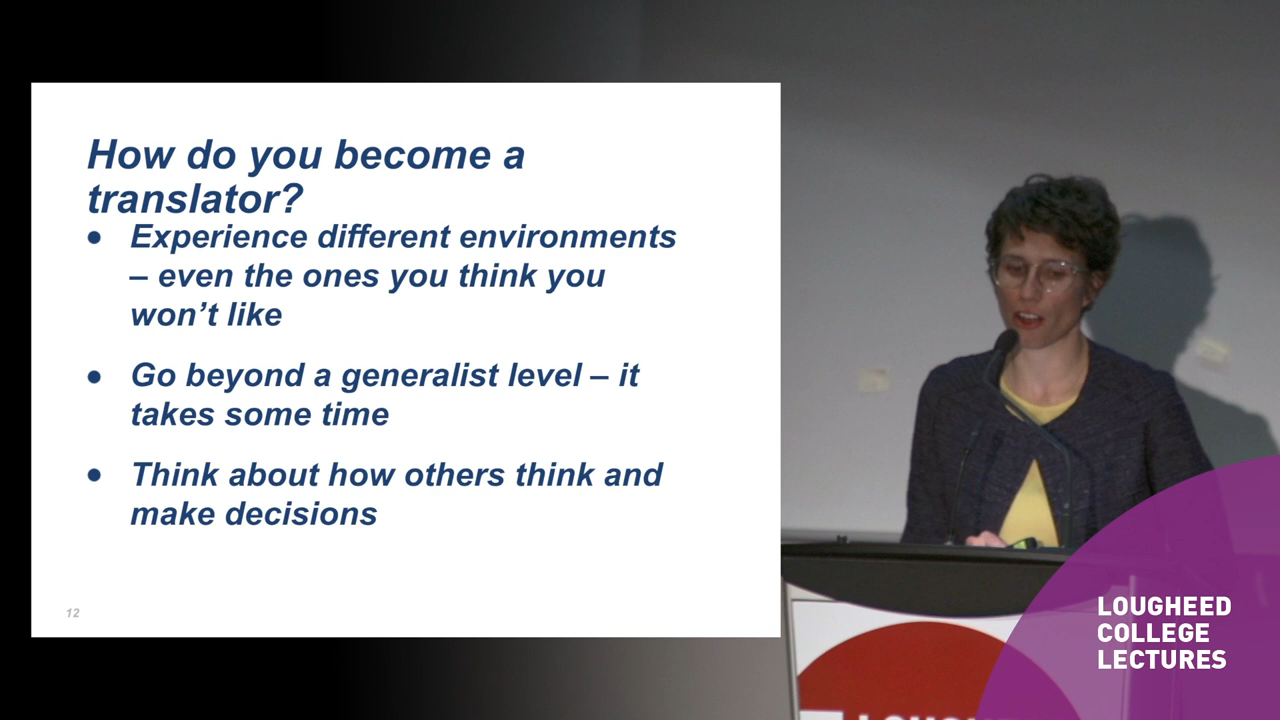 How do you become a
translator?
• Experience different environments
– even the ones you think you
won’t like
• Go beyond a generalist level – it
takes some time
• Think about how others think and
make decisions
12
LOUGHEED
COLLEGE
LECTURES